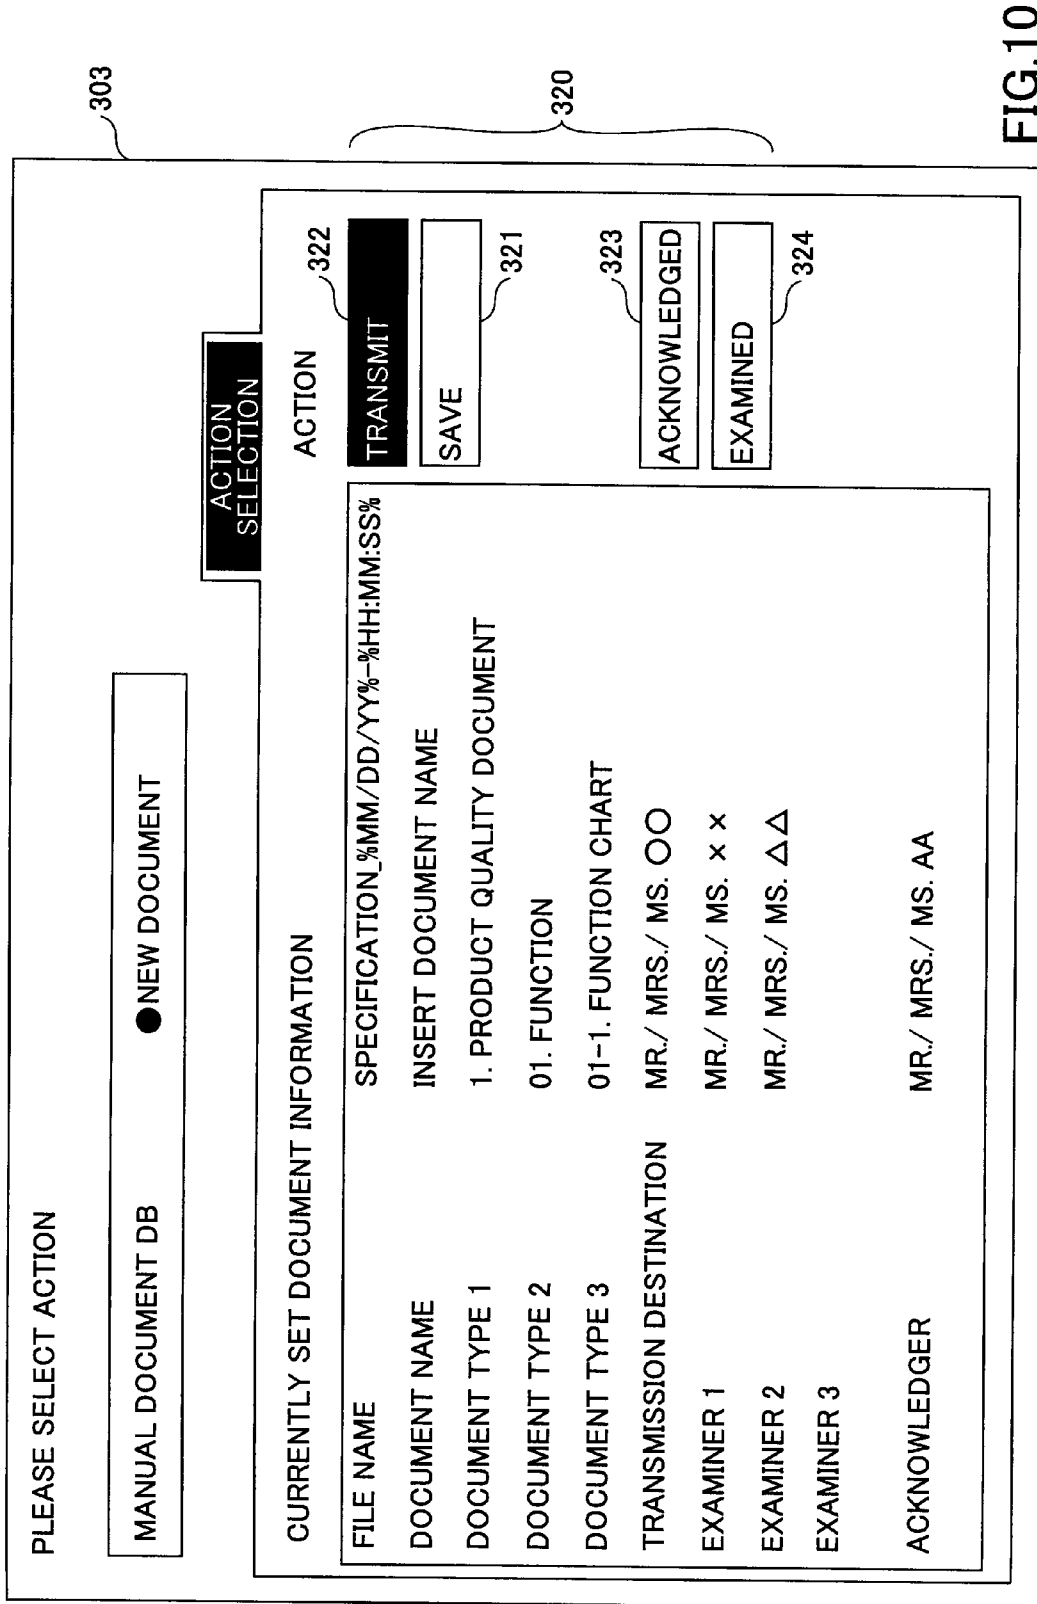 PLEASE SELECT ACTION
303
MANUAL DOCUMENT DB ●NEW DOCUMENT
ACTION
SELECTION
CURRENTLY SET DOCUMENT INFORMATION
ACTION
FILE NAME SPECIFICATION_%MM/DD/YY%-%HH:MM:SS%
DOCUMENT NAME INSERT DOCUMENT NAME
DOCUMENT TYPE 1 1. PRODUCT QUALITY DOCUMENT
DOCUMENT TYPE 2 01. FUNCTION
DOCUMENT TYPE 3 01-1. FUNCTION CHART
TRANSMISSION DESTINATION MR./ MRS./ MS. ○○
EXAMINER 1 MR./ MRS./ MS. ××
EXAMINER 2 MR./ MRS./ MS. △△
EXAMINER 3
ACKNOWLEDGER MR./ MRS./ MS. AA
TRANSMIT
322
SAVE
321
ACKNOWLEDGED
323
EXAMINED
324
320
FIG.10